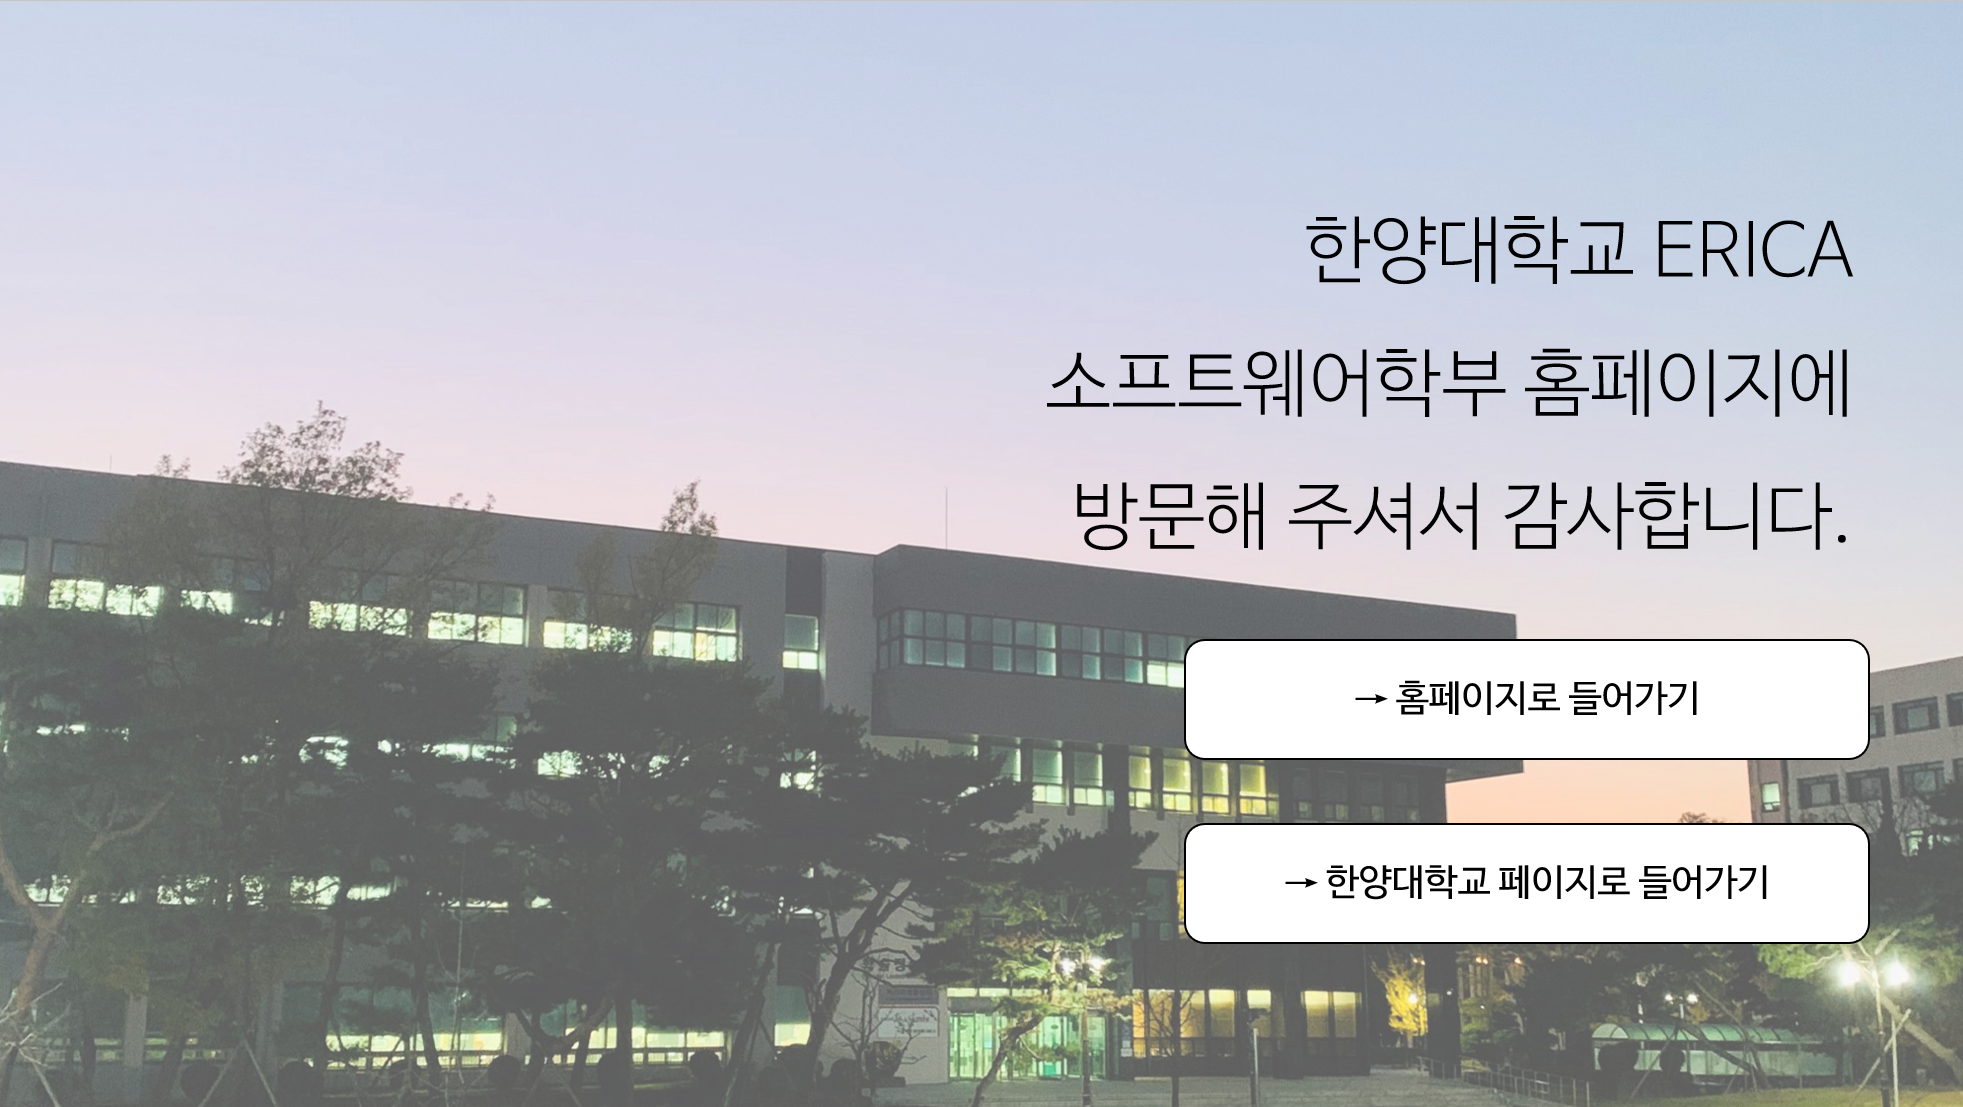 한양대학교 ERICA
소프트웨어학부 홈페이지에
방문해 주셔서 감사합니다.
→ 홈페이지로 들어가기
→ 한양대학교 페이지로 들어가기